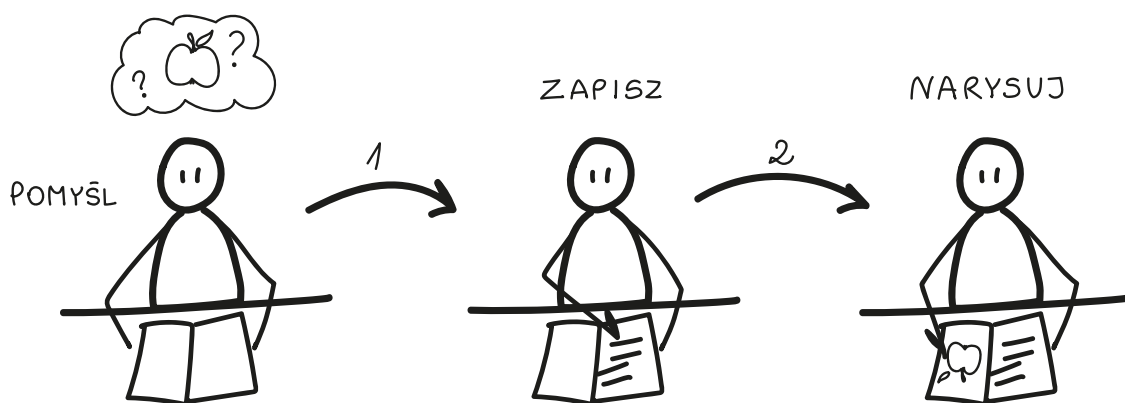 ? ?
POMYŚL
1
ZAPISZ
2
NARYSUJ